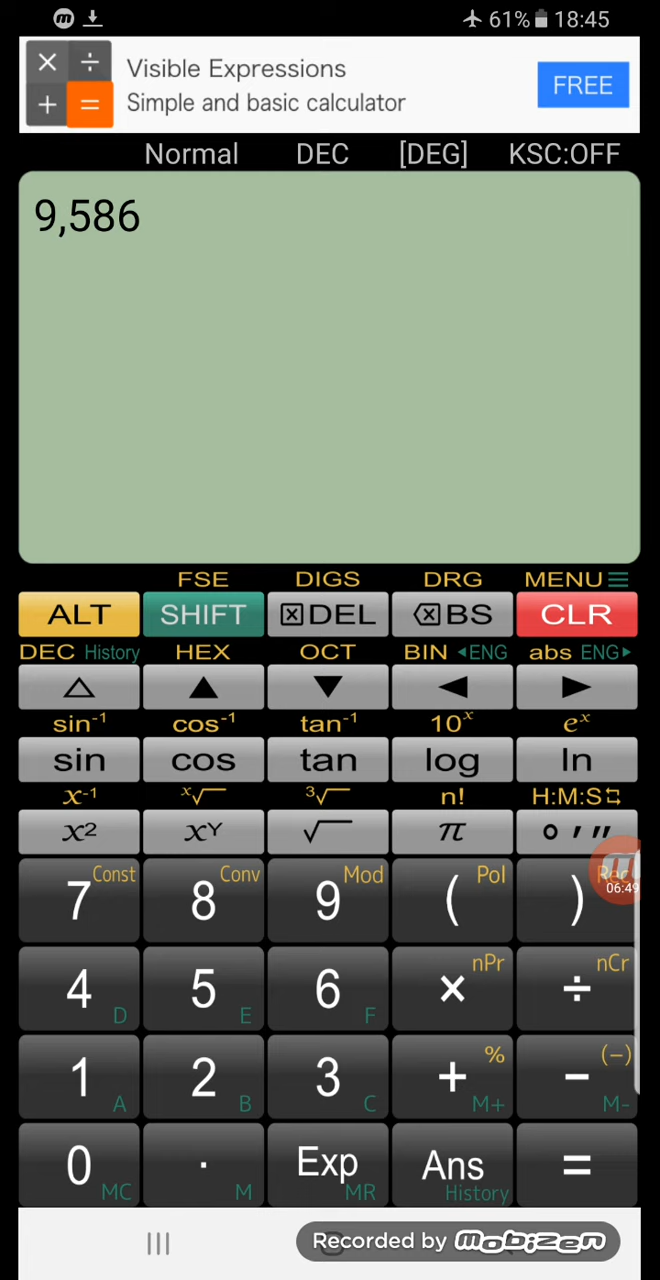 61% 18:45
Visible Expressions
Simple and basic calculator
FREE
Normal DEC [DEG] KSC:OFF
9,586
FSE DIGS DRG MENU
ALT SHIFT DEL BS CLR
DEC History HEX OCT BIN ◂ENG abs ENG▸
△ ▲ ▼ ◀ ▶
sin⁻¹ cos⁻¹ tan⁻¹ 10ˣ eˣ
sin cos tan log ln
x⁻¹ ˣ√ ³√ n! H:M:S
x² xʸ √ π ° ′ ″
Const Conv Mod Pol
7 8 9 ( )
06:49
nPr nCr
4 D 5 E 6 F × ÷
% (−)
1 A 2 B 3 C + M+ − M-
0 MC . M Exp MR Ans History =
Recorded by mobizen